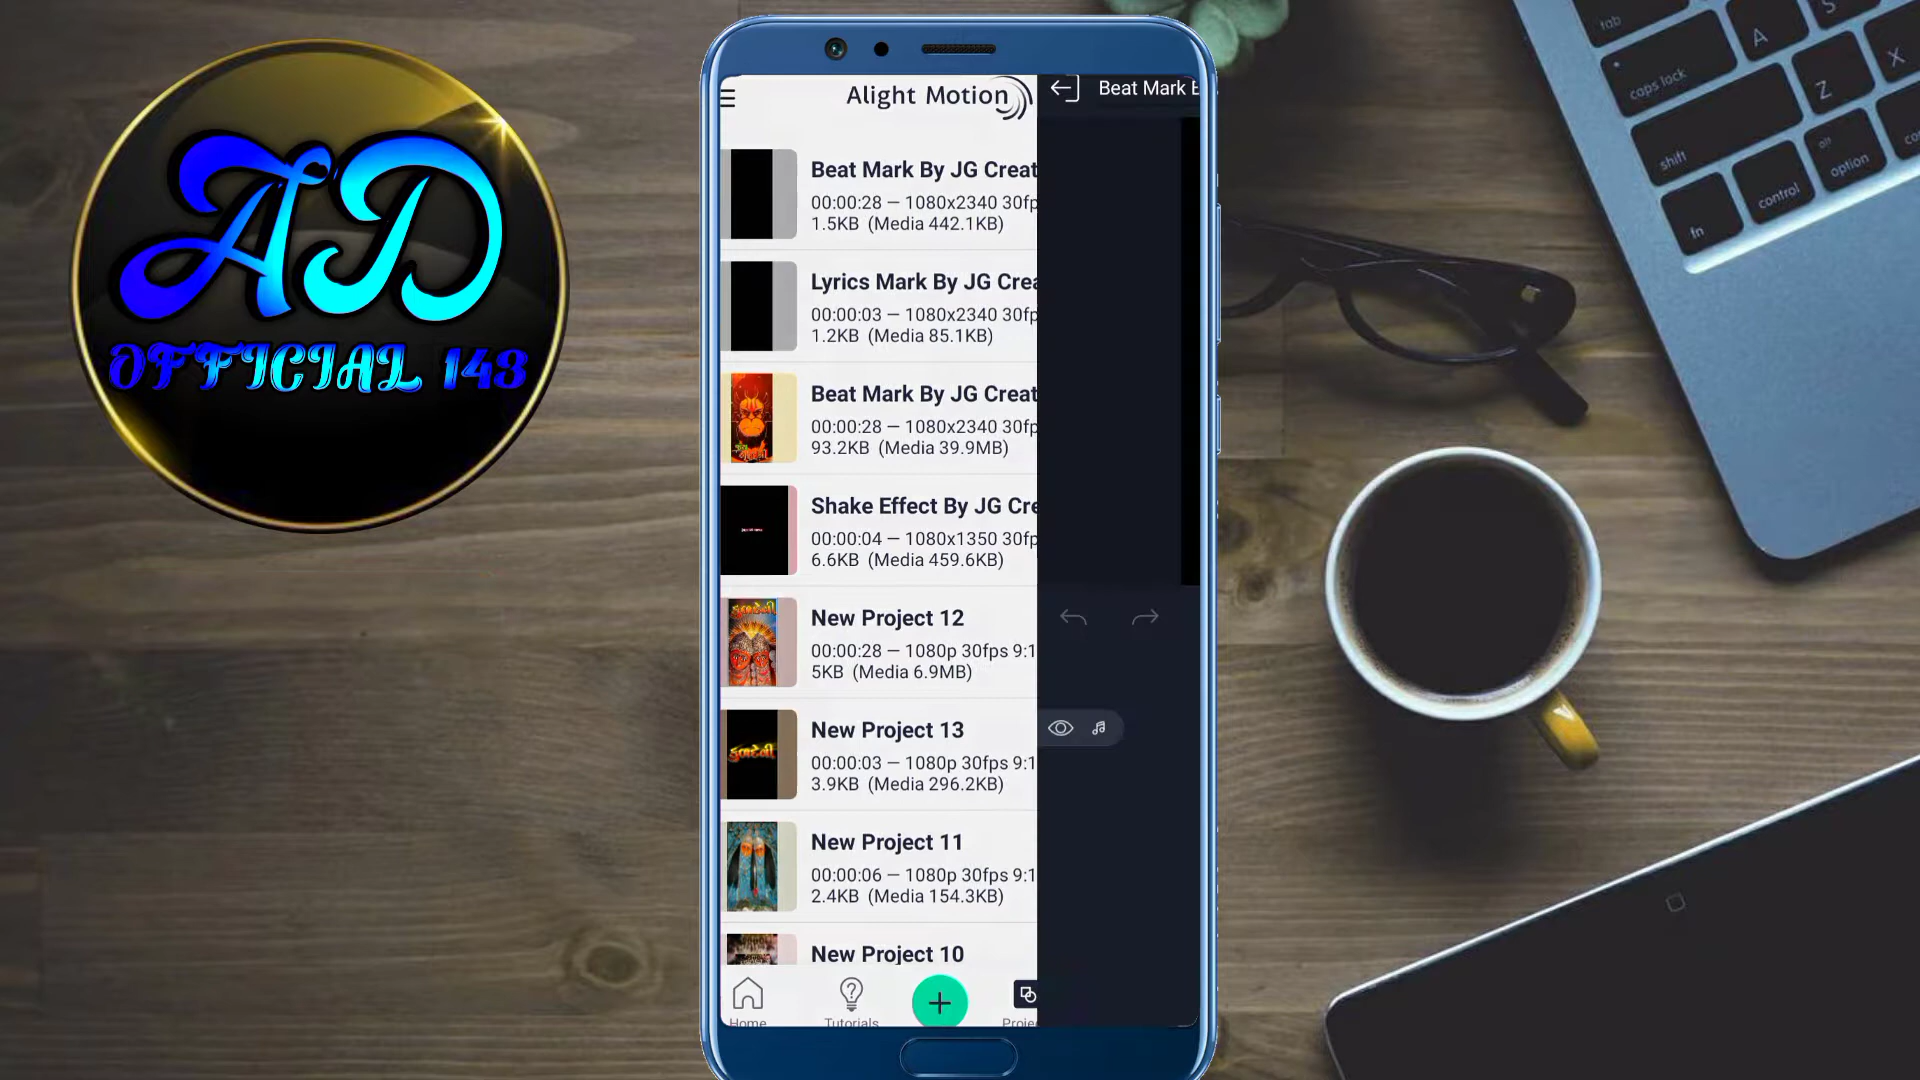 AD
OFFICIAL 143
Alight Motion
Beat Mark By JG Creat
00:00:28 — 1080x2340 30fp
1.5KB (Media 442.1KB)
Lyrics Mark By JG Crea
00:00:03 — 1080x2340 30fp
1.2KB (Media 85.1KB)
Beat Mark By JG Creat
00:00:28 — 1080x2340 30fp
93.2KB (Media 39.9MB)
Shake Effect By JG Cre
00:00:04 — 1080x1350 30fp
6.6KB (Media 459.6KB)
New Project 12
00:00:28 — 1080p 30fps 9:1
5KB (Media 6.9MB)
New Project 13
00:00:03 — 1080p 30fps 9:1
3.9KB (Media 296.2KB)
New Project 11
00:00:06 — 1080p 30fps 9:1
2.4KB (Media 154.3KB)
New Project 10
Home
Tutorials
Projec
Beat Mark B
tab
caps lock
A
S
shift
Z
X
fn
control
alt
option